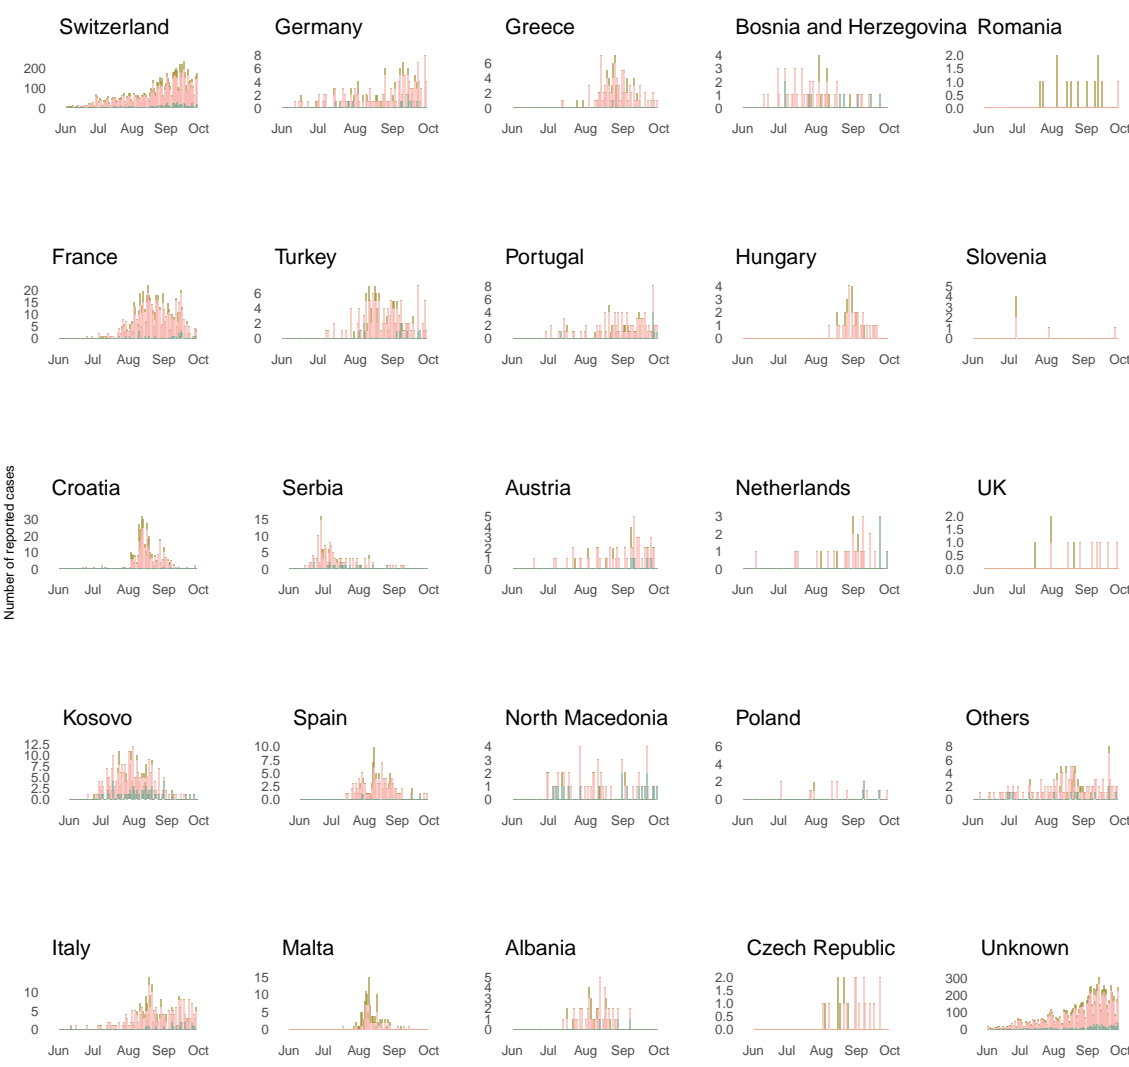 Switzerland Germany Greece Bosnia and Herzegovina Romania
200 100 0
8 6 4 2 0
6 4 2 0
4 3 2 1 0
2.0 1.5 1.0 0.5 0.0
Jun Jul Aug Sep Oct Jun Jul Aug Sep Oct Jun Jul Aug Sep Oct Jun Jul Aug Sep Oct Jun Jul Aug Sep Oct
France Turkey Portugal Hungary Slovenia
20 15 10 5 0
6 4 2 0
8 6 4 2 0
4 3 2 1 0
5 4 3 2 1 0
Jun Jul Aug Sep Oct Jun Jul Aug Sep Oct Jun Jul Aug Sep Oct Jun Jul Aug Sep Oct Jun Jul Aug Sep Oct
Number of reported cases
Croatia Serbia Austria Netherlands UK
30 20 10 0
15 10 5 0
5 4 3 2 1 0
3 2 1 0
2.0 1.5 1.0 0.5 0.0
Jun Jul Aug Sep Oct Jun Jul Aug Sep Oct Jun Jul Aug Sep Oct Jun Jul Aug Sep Oct Jun Jul Aug Sep Oct
Kosovo Spain North Macedonia Poland Others
12.5 10.0 7.5 5.0 2.5 0.0
10.0 7.5 5.0 2.5 0.0
4 3 2 1 0
6 4 2 0
8 6 4 2 0
Jun Jul Aug Sep Oct Jun Jul Aug Sep Oct Jun Jul Aug Sep Oct Jun Jul Aug Sep Oct Jun Jul Aug Sep Oct
Italy Malta Albania Czech Republic Unknown
10 5 0
15 10 5 0
5 4 3 2 1 0
2.0 1.5 1.0 0.5 0.0
300 200 100 0
Jun Jul Aug Sep Oct Jun Jul Aug Sep Oct Jun Jul Aug Sep Oct Jun Jul Aug Sep Oct Jun Jul Aug Sep Oct